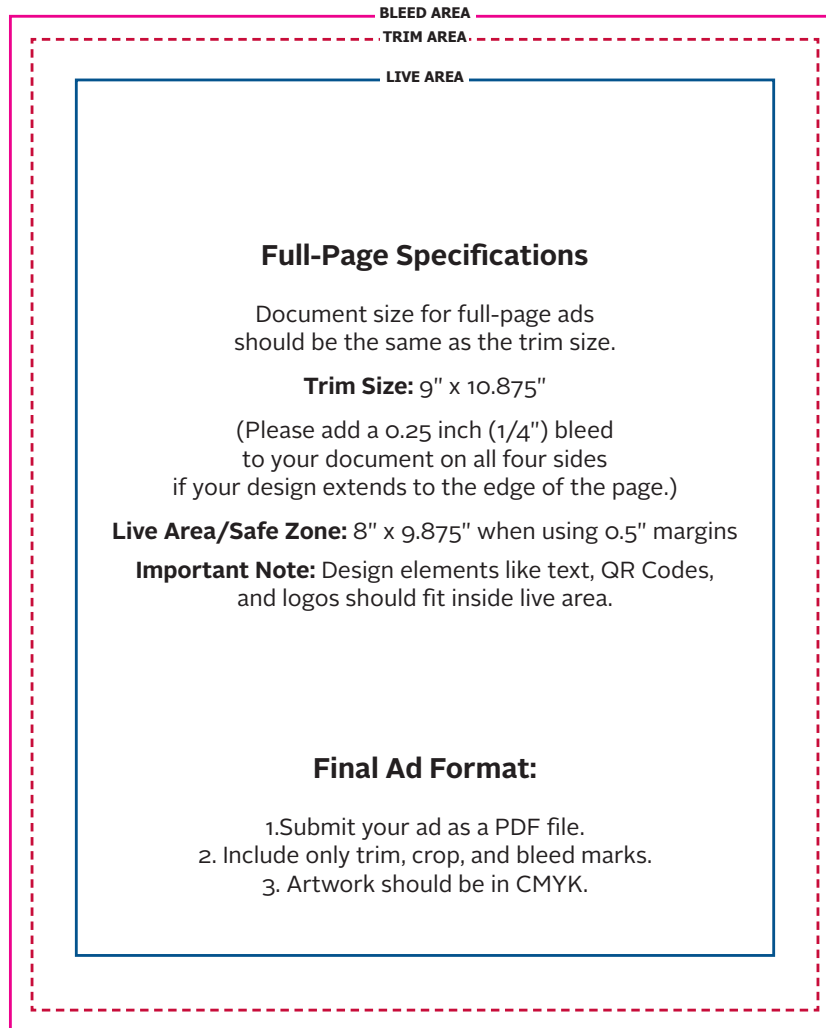 BLEED AREA
TRIM AREA
LIVE AREA
Full-Page Specifications
Document size for full-page ads
should be the same as the trim size.
Trim Size: 9" x 10.875"
(Please add a 0.25 inch (1/4") bleed
to your document on all four sides
if your design extends to the edge of the page.)
Live Area/Safe Zone: 8" x 9.875" when using 0.5" margins
Important Note: Design elements like text, QR Codes,
and logos should fit inside live area.
Final Ad Format:
1.Submit your ad as a PDF file.
2. Include only trim, crop, and bleed marks.
3. Artwork should be in CMYK.